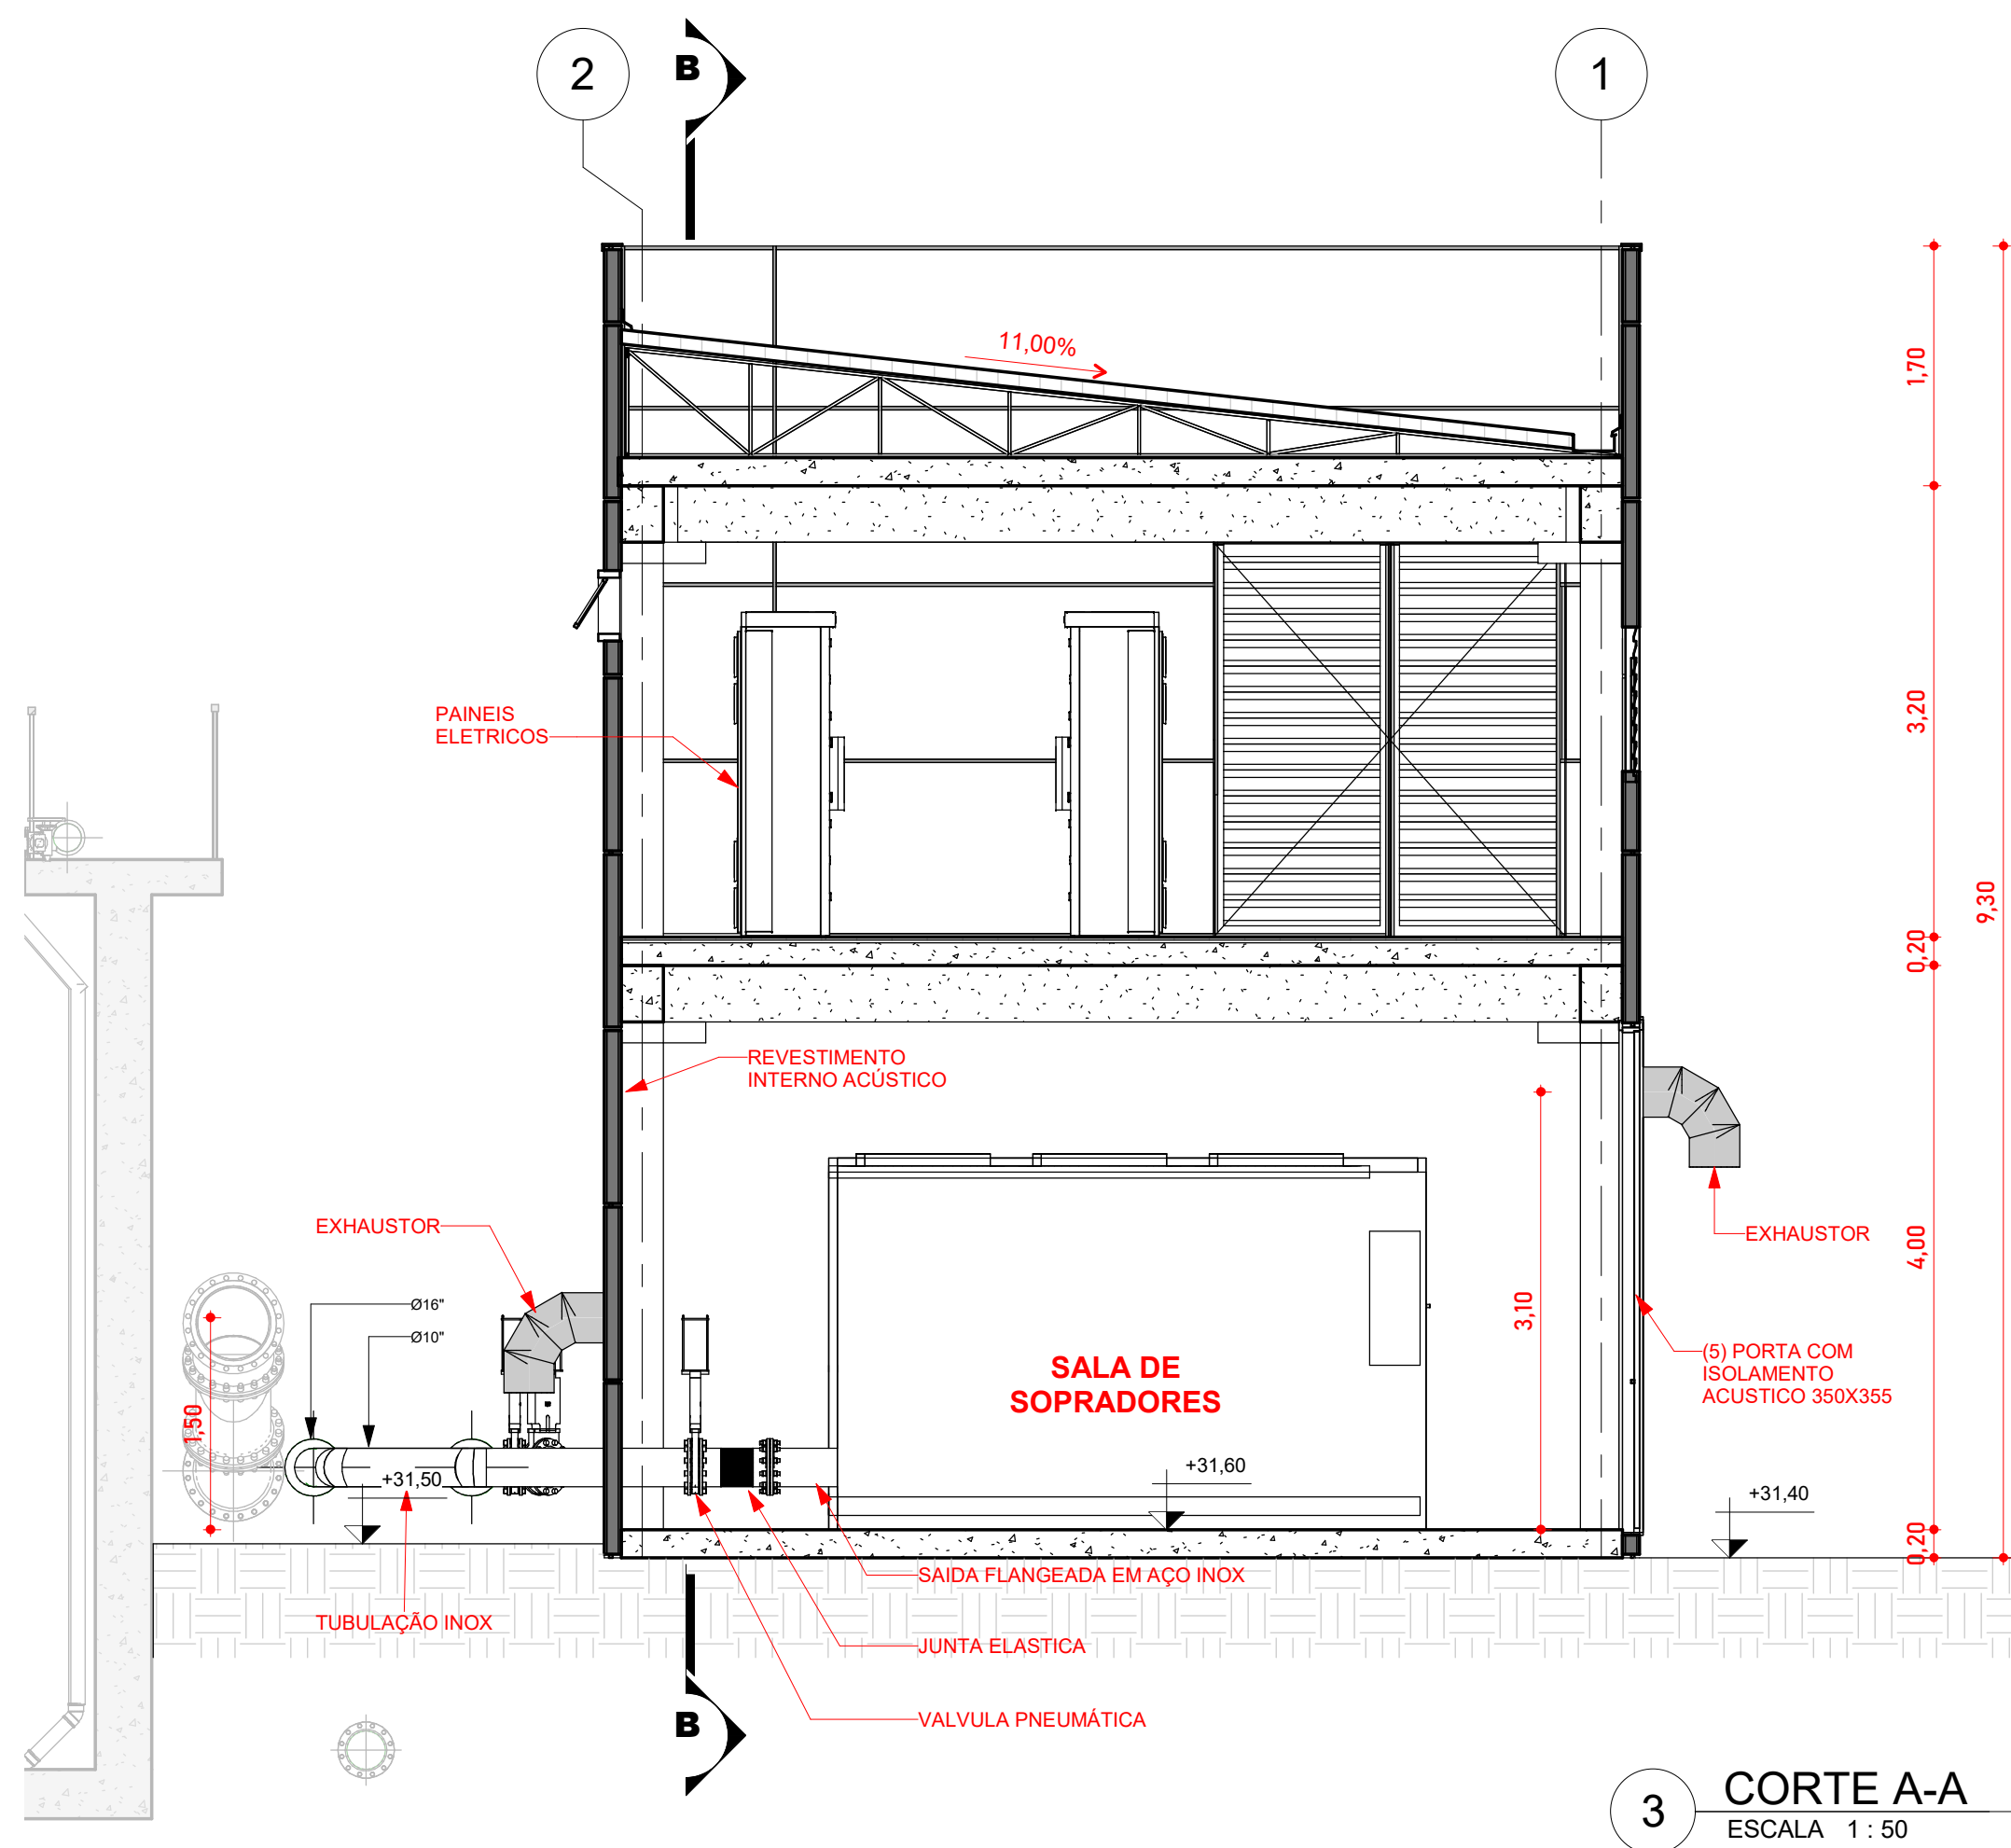 2
B
1
11,00%
1,70
PAINEIS
ELETRICOS
3,20
9,30
0,20
REVESTIMENTO
INTERNO ACÚSTICO
EXHAUSTOR
EXHAUSTOR
4,00
Ø16"
Ø10"
3,10
(5) PORTA COM
ISOLAMENTO
ACUSTICO 350X355
SALA DE
SOPRADORES
1,50
+31,50
+31,60
+31,40
0,20
SAIDA FLANGEADA EM AÇO INOX
TUBULAÇÃO INOX
JUNTA ELASTICA
VALVULA PNEUMÁTICA
B
3
CORTE A-A
ESCALA 1 : 50